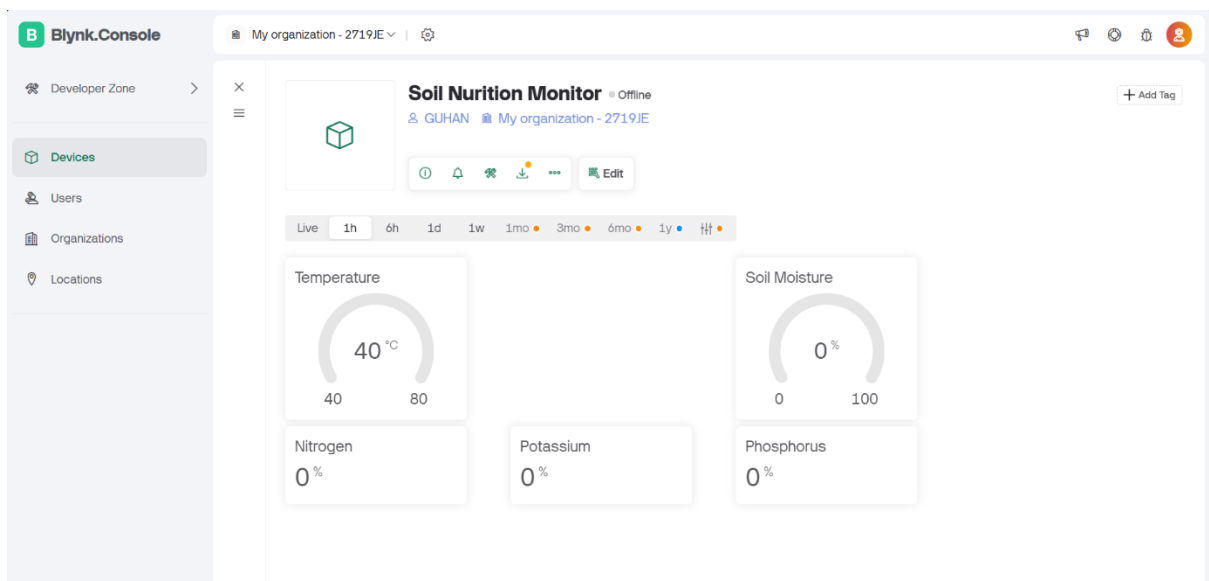 B Blynk.Console
My organization - 2719JE
Developer Zone
Devices
Users
Organizations
Locations
Soil Nurition Monitor Offline
GUHAN My organization - 2719JE
+ Add Tag
Edit
Live 1h 6h 1d 1w 1mo 3mo 6mo 1y
Temperature
40 °C
40 80
Soil Moisture
0 %
0 100
Nitrogen
0 %
Potassium
0 %
Phosphorus
0 %